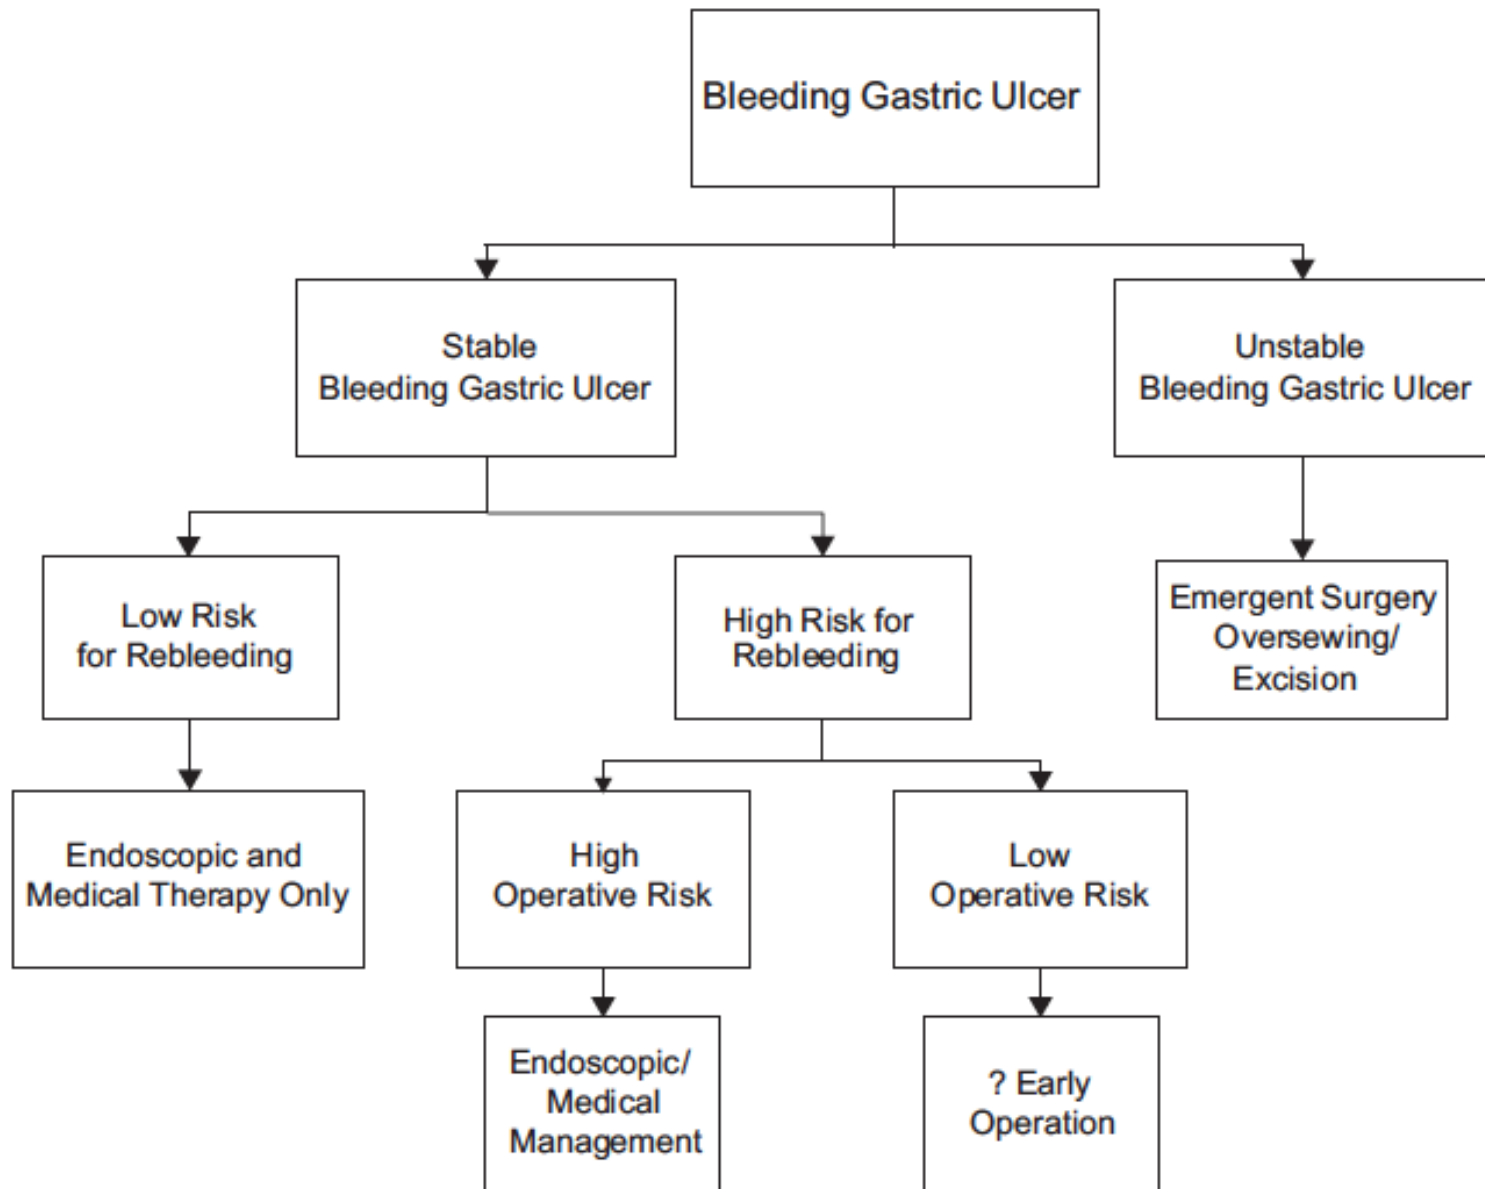 Bleeding Gastric Ulcer
Stable
Bleeding Gastric Ulcer
Unstable
Bleeding Gastric Ulcer
Low Risk
for Rebleeding
High Risk for
Rebleeding
Emergent Surgery
Oversewing/
Excision
Endoscopic and
Medical Therapy Only
High
Operative Risk
Low
Operative Risk
Endoscopic/
Medical
Management
? Early
Operation